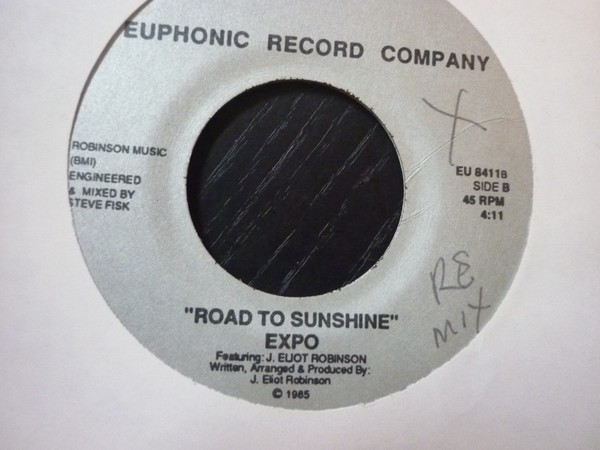 EUPHONIC RECORD COMPANY
X
ROBINSON MUSIC
(BMI)
ENGINEERED
& MIXED BY
STEVE FISK
EU 8411B
SIDE B
45 RPM
4:11
RE
MIX
"ROAD TO SUNSHINE"
EXPO
Featuring: J. ELIOT ROBINSON
Written, Arranged & Produced By:
J. Eliot Robinson
© 1985